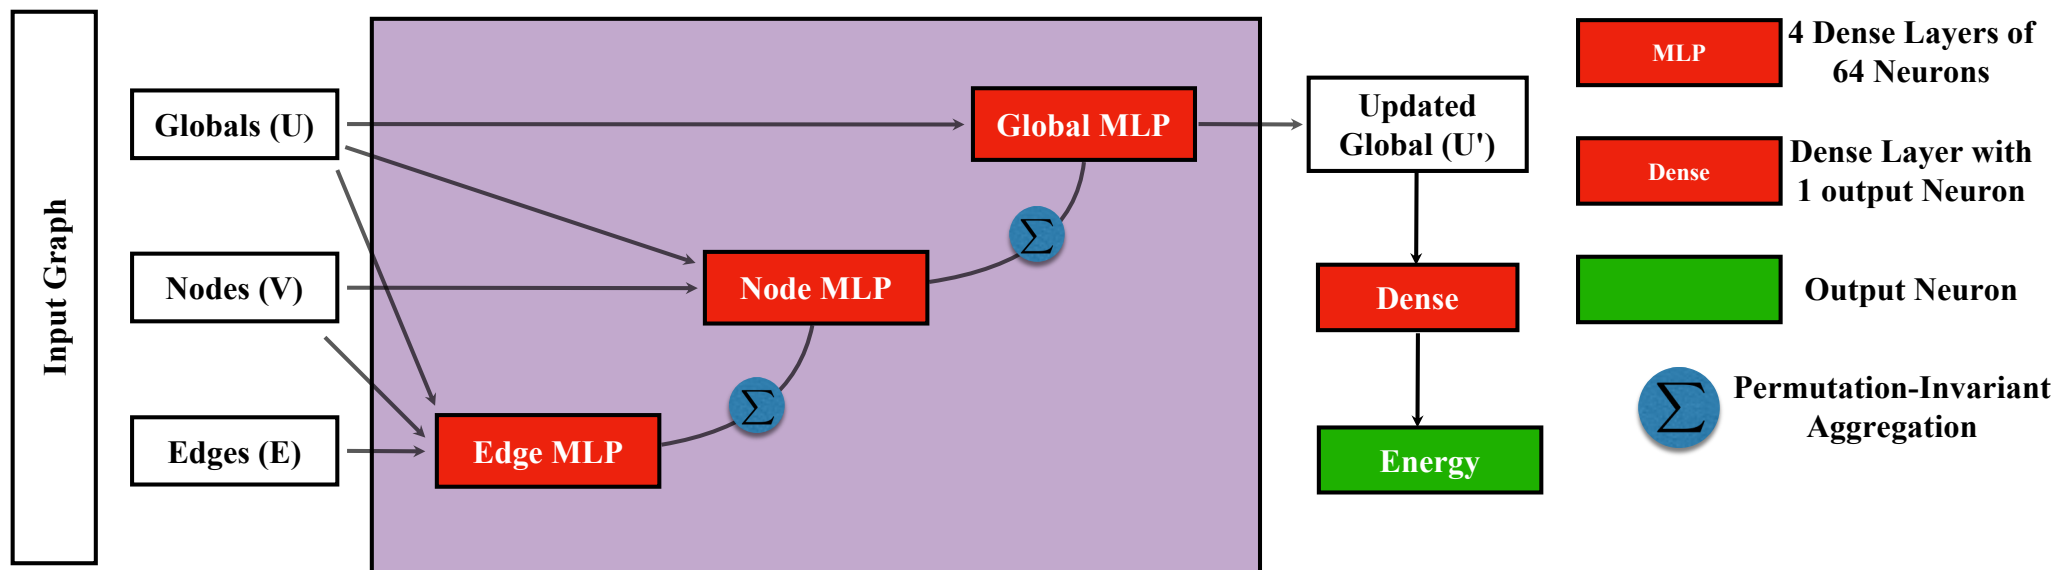 Input Graph
Globals (U)
Nodes (V)
Edges (E)
Global MLP
Σ
Node MLP
Σ
Edge MLP
Updated
Global (U')
Dense
Energy
MLP
4 Dense Layers of
64 Neurons
Dense
Dense Layer with
1 output Neuron
Output Neuron
Σ
Permutation-Invariant
Aggregation